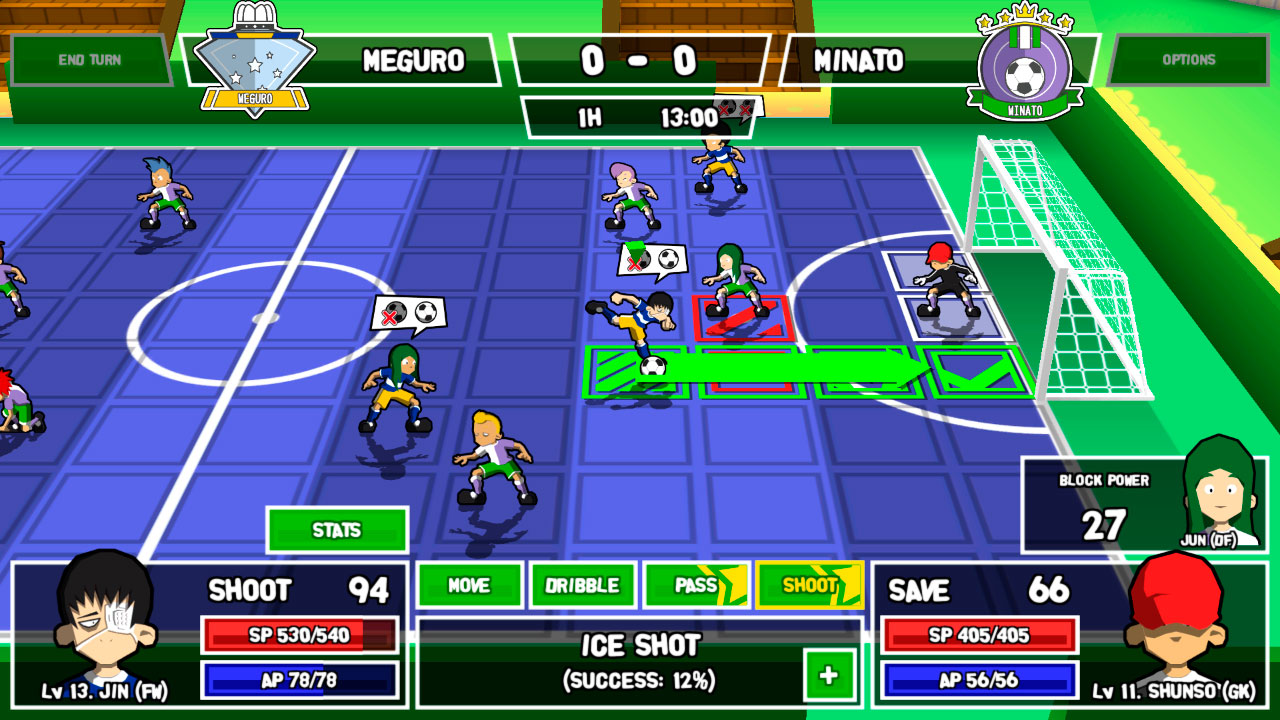 END TURN
MEGURO
0 - 0
MINATO
OPTIONS
MEGURO
MINATO
1H 13:00
BLOCK POWER
27
JUN (DF)
STATS
SHOOT 94
SP 530/540
AP 78/78
Lv 13. JIN (FW)
MOVE
DRIBBLE
PASS
SHOOT
ICE SHOT
(SUCCESS: 12%)
+
SAVE 66
SP 405/405
AP 56/56
Lv 11. SHUNSO (GK)